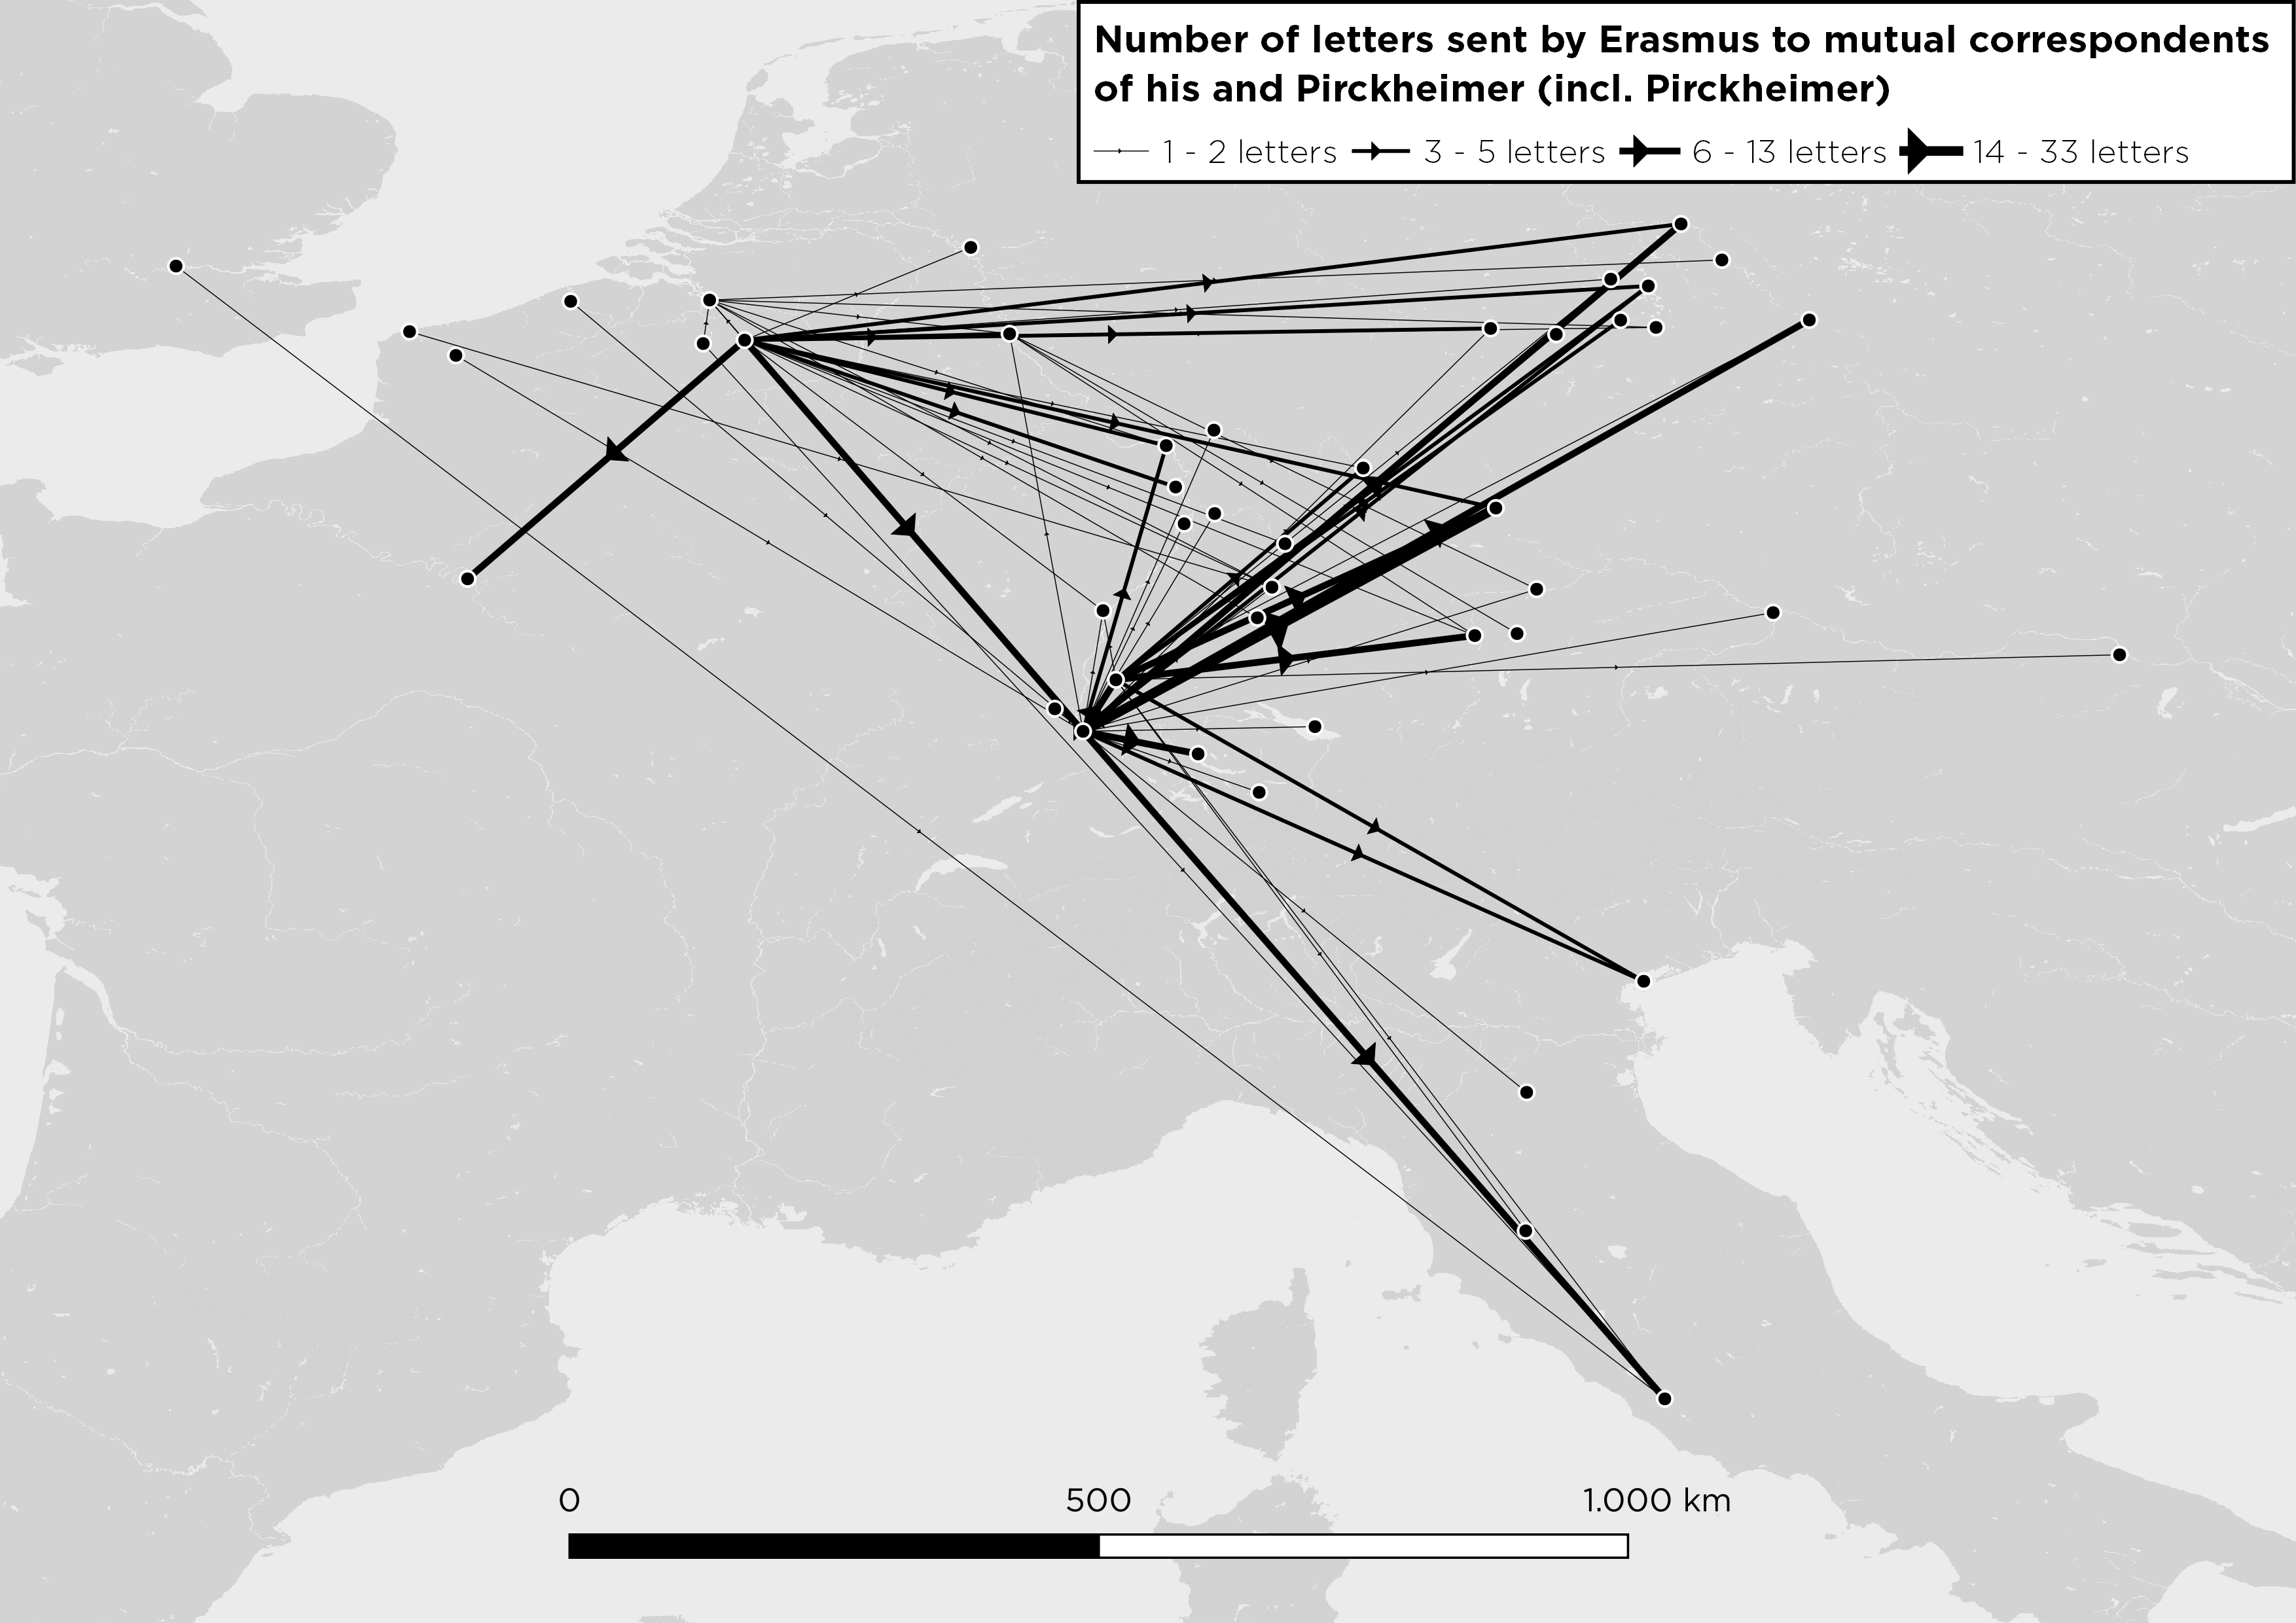 Number of letters sent by Erasmus to mutual correspondents
of his and Pirckheimer (incl. Pirckheimer)
1 - 2 letters 3 - 5 letters 6 - 13 letters 14 - 33 letters
0 500 1.000 km